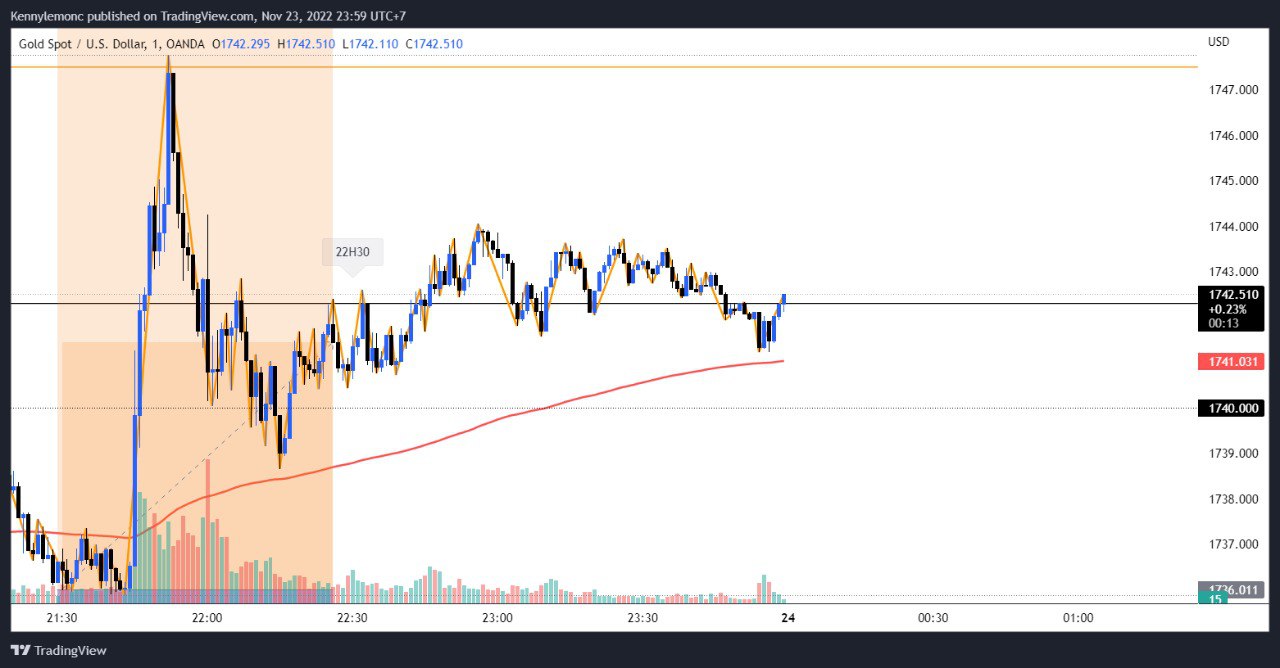 Kennylemonc published on TradingView.com, Nov 23, 2022 23:59 UTC+7
Gold Spot / U.S. Dollar, 1, OANDA O1742.295 H1742.510 L1742.110 C1742.510
USD
1747.000
1746.000
1745.000
1744.000
22H30
1743.000
1742.510
+0.23%
00:13
1741.031
1740.000
1739.000
1738.000
1737.000
1736.011
15
21:30 22:00 22:30 23:00 23:30 24 00:30 01:00
TradingView